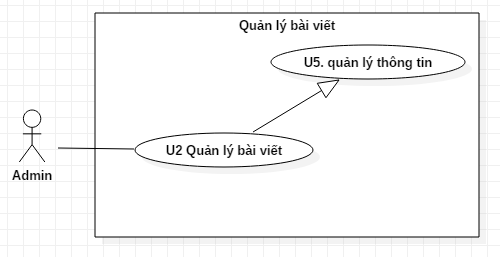 Quản lý bài viết
U5. quản lý thông tin
U2 Quản lý bài viết
Admin